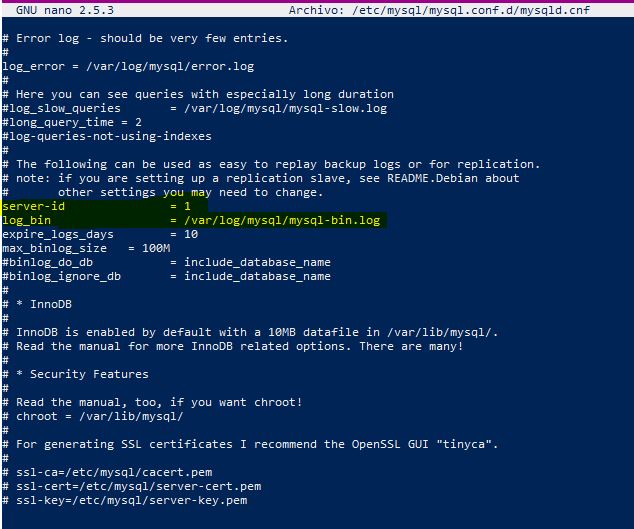 GNU nano 2.5.3 Archivo: /etc/mysql/mysql.conf.d/mysqld.cnf
# Error log - should be very few entries.
#
log_error = /var/log/mysql/error.log
#
# Here you can see queries with especially long duration
#log_slow_queries = /var/log/mysql/mysql-slow.log
#long_query_time = 2
#log-queries-not-using-indexes
#
# The following can be used as easy to replay backup logs or for replication.
# note: if you are setting up a replication slave, see README.Debian about
# other settings you may need to change.
server-id = 1
log_bin = /var/log/mysql/mysql-bin.log
expire_logs_days = 10
max_binlog_size = 100M
#binlog_do_db = include_database_name
#binlog_ignore_db = include_database_name
#
# * InnoDB
#
# InnoDB is enabled by default with a 10MB datafile in /var/lib/mysql/.
# Read the manual for more InnoDB related options. There are many!
#
# * Security Features
#
# Read the manual, too, if you want chroot!
# chroot = /var/lib/mysql/
#
# For generating SSL certificates I recommend the OpenSSL GUI "tinyca".
#
# ssl-ca=/etc/mysql/cacert.pem
# ssl-cert=/etc/mysql/server-cert.pem
# ssl-key=/etc/mysql/server-key.pem